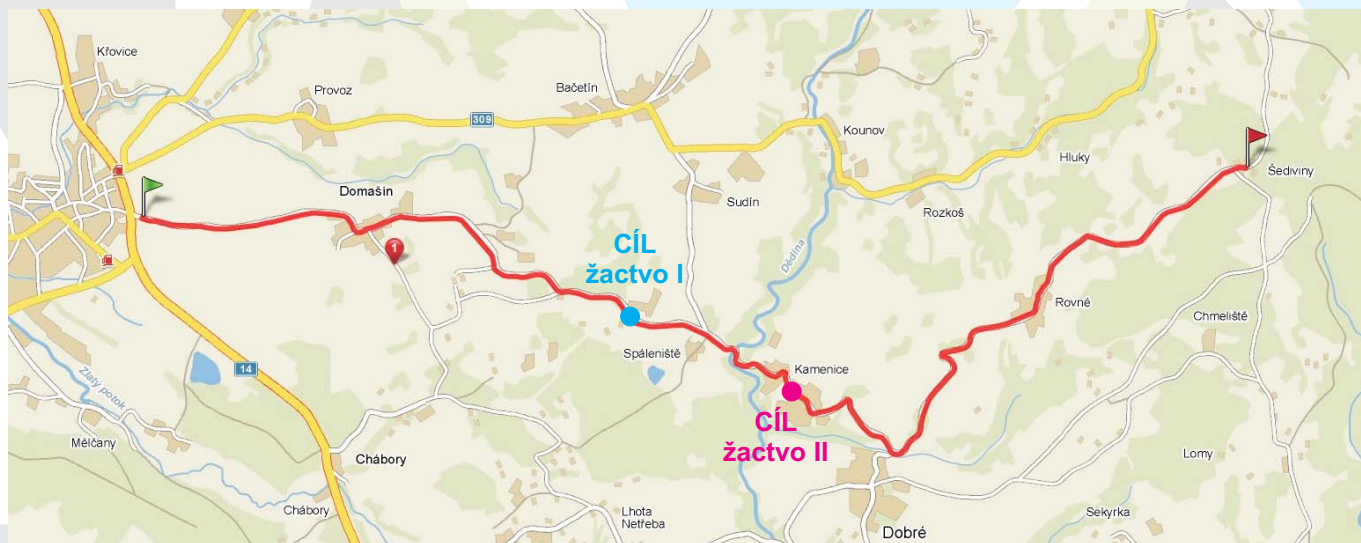 Křovice
Provoz
Bačetín
309
Kounov
Hluky
Šediviny
Domašín
Sudín
Rozkoš
1
CÍL
žactvo I
Dědina
Rovné
Chmeliště
Spáleniště
14
Kamenice
Zlatý potok
CÍL
žactvo II
Mělčany
Chábory
Lomy
Chábory
Lhota
Netřeba
Sekyrka
Dobré